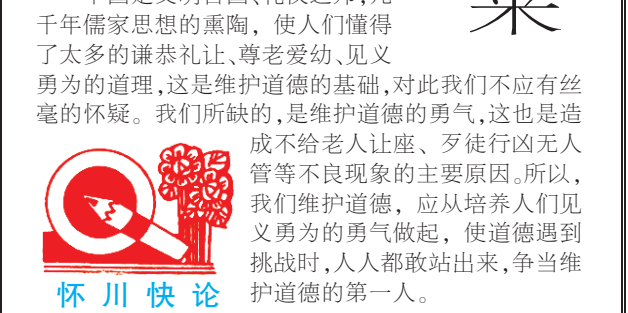 千年儒家思想的熏陶，使人们懂得
了太多的谦恭礼让、尊老爱幼、见义
勇为的道理，这是维护道德的基础，对此我们不应有丝
毫的怀疑。我们所缺的，是维护道德的勇气，这也是造
成不给老人让座、歹徒行凶无人
管等不良现象的主要原因。所以，
我们维护道德，应从培养人们见
义勇为的勇气做起，使道德遇到
挑战时，人人都敢站出来，争当维
护道德的第一人。
怀川快论